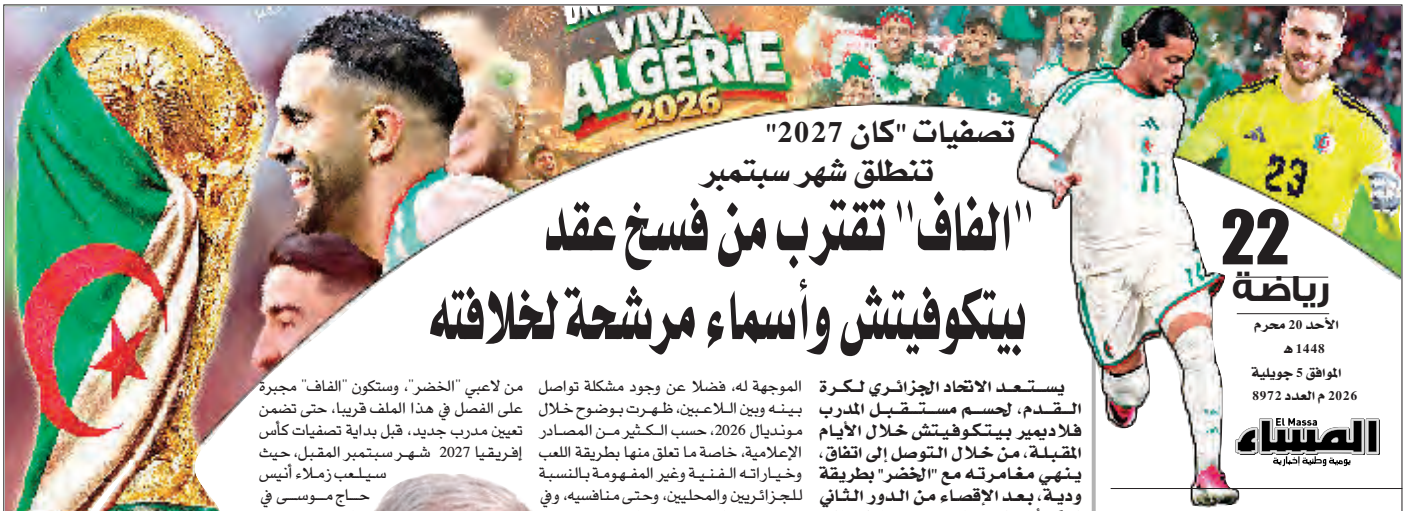 VIVA
ALGÉRIE
2026
11
23
تصفيات "كان 2027"
تنطلق شهر سبتمبر
"الفاف" تقترب من فسخ عقد
بيتكوفيتش وأسماء مرشحة لخلافته
22
رياضة
الأحد 20 محرم
1448 هـ
الموافق 5 جويلية
2026 م العدد 8972
El Massa
المساء
يومية وطنية إخبارية
يستعد الاتحاد الجزائري لكرة
القدم، لحسم مستقبل المدرب
فلاديمير بيتكوفيتش خلال الأيام
المقبلة، من خلال التوصل إلى اتفاق،
ينهي مغامرته مع "الخضر" بطريقة
ودية، بعد الإقصاء من الدور الثاني
الموجهة له، فضلا عن وجود مشكلة تواصل
بينه وبين اللاعبين، ظهرت بوضوح خلال
مونديال 2026، حسب الكثير من المصادر
الإعلامية، خاصة ما تعلق منها بطريقة اللعب
وخياراته الفنية وغير المفهومة بالنسبة
للجزائريين والمحليين، وحتى منافسيه، وفي
من لاعبي "الخضر"، وستكون "الفاف" مجبرة
على الفصل في هذا الملف قريبا، حتى تضمن
تعيين مدرب جديد، قبل بداية تصفيات كأس
إفريقيا 2027 شهر سبتمبر المقبل، حيث
سيلعب زملاء أنيس
حاج موسى في